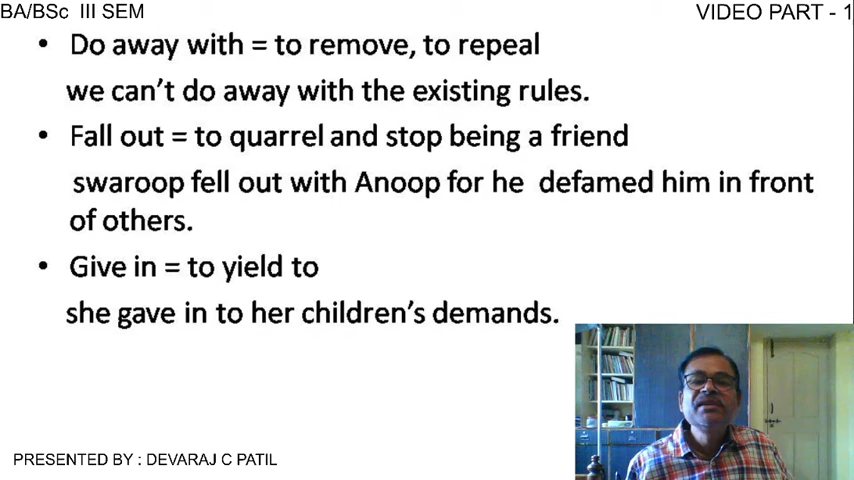 BA/BSc III SEM
VIDEO PART - 1
• Do away with = to remove, to repeal
we can't do away with the existing rules.
• Fall out = to quarrel and stop being a friend
swaroop fell out with Anoop for he defamed him in front
of others.
• Give in = to yield to
she gave in to her children's demands.
PRESENTED BY : DEVARAJ C PATIL